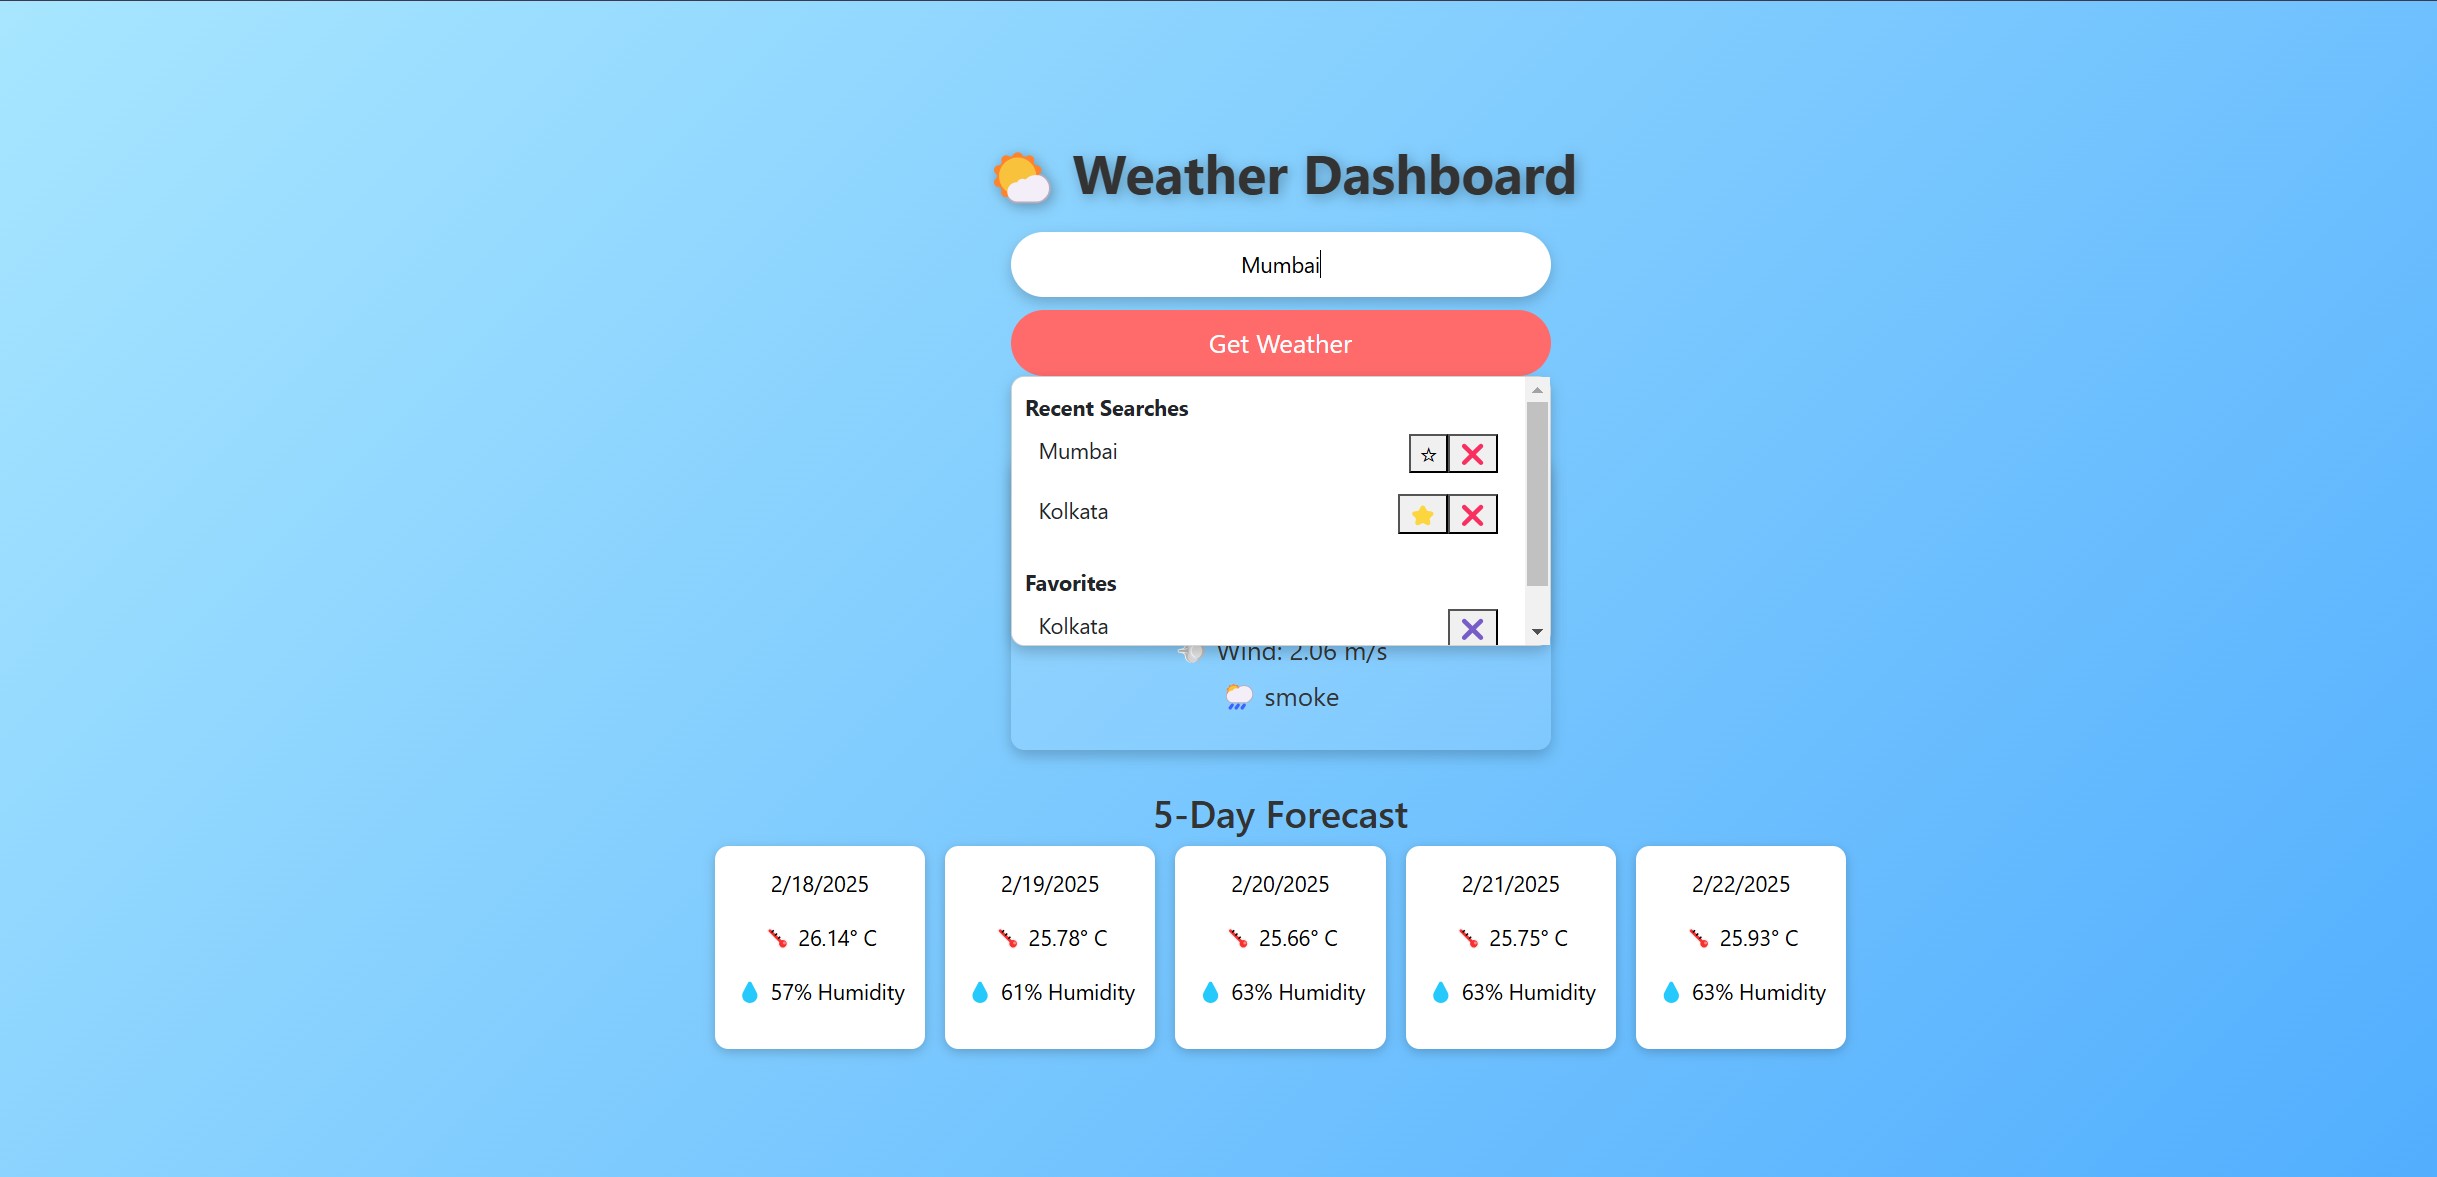 Weather Dashboard
Mumbai
Get Weather
Recent Searches
Mumbai
Kolkata
Favorites
Kolkata
Wind: 2.06 m/s
smoke
5-Day Forecast
2/18/2025
26.14° C
57% Humidity
2/19/2025
25.78° C
61% Humidity
2/20/2025
25.66° C
63% Humidity
2/21/2025
25.75° C
63% Humidity
2/22/2025
25.93° C
63% Humidity